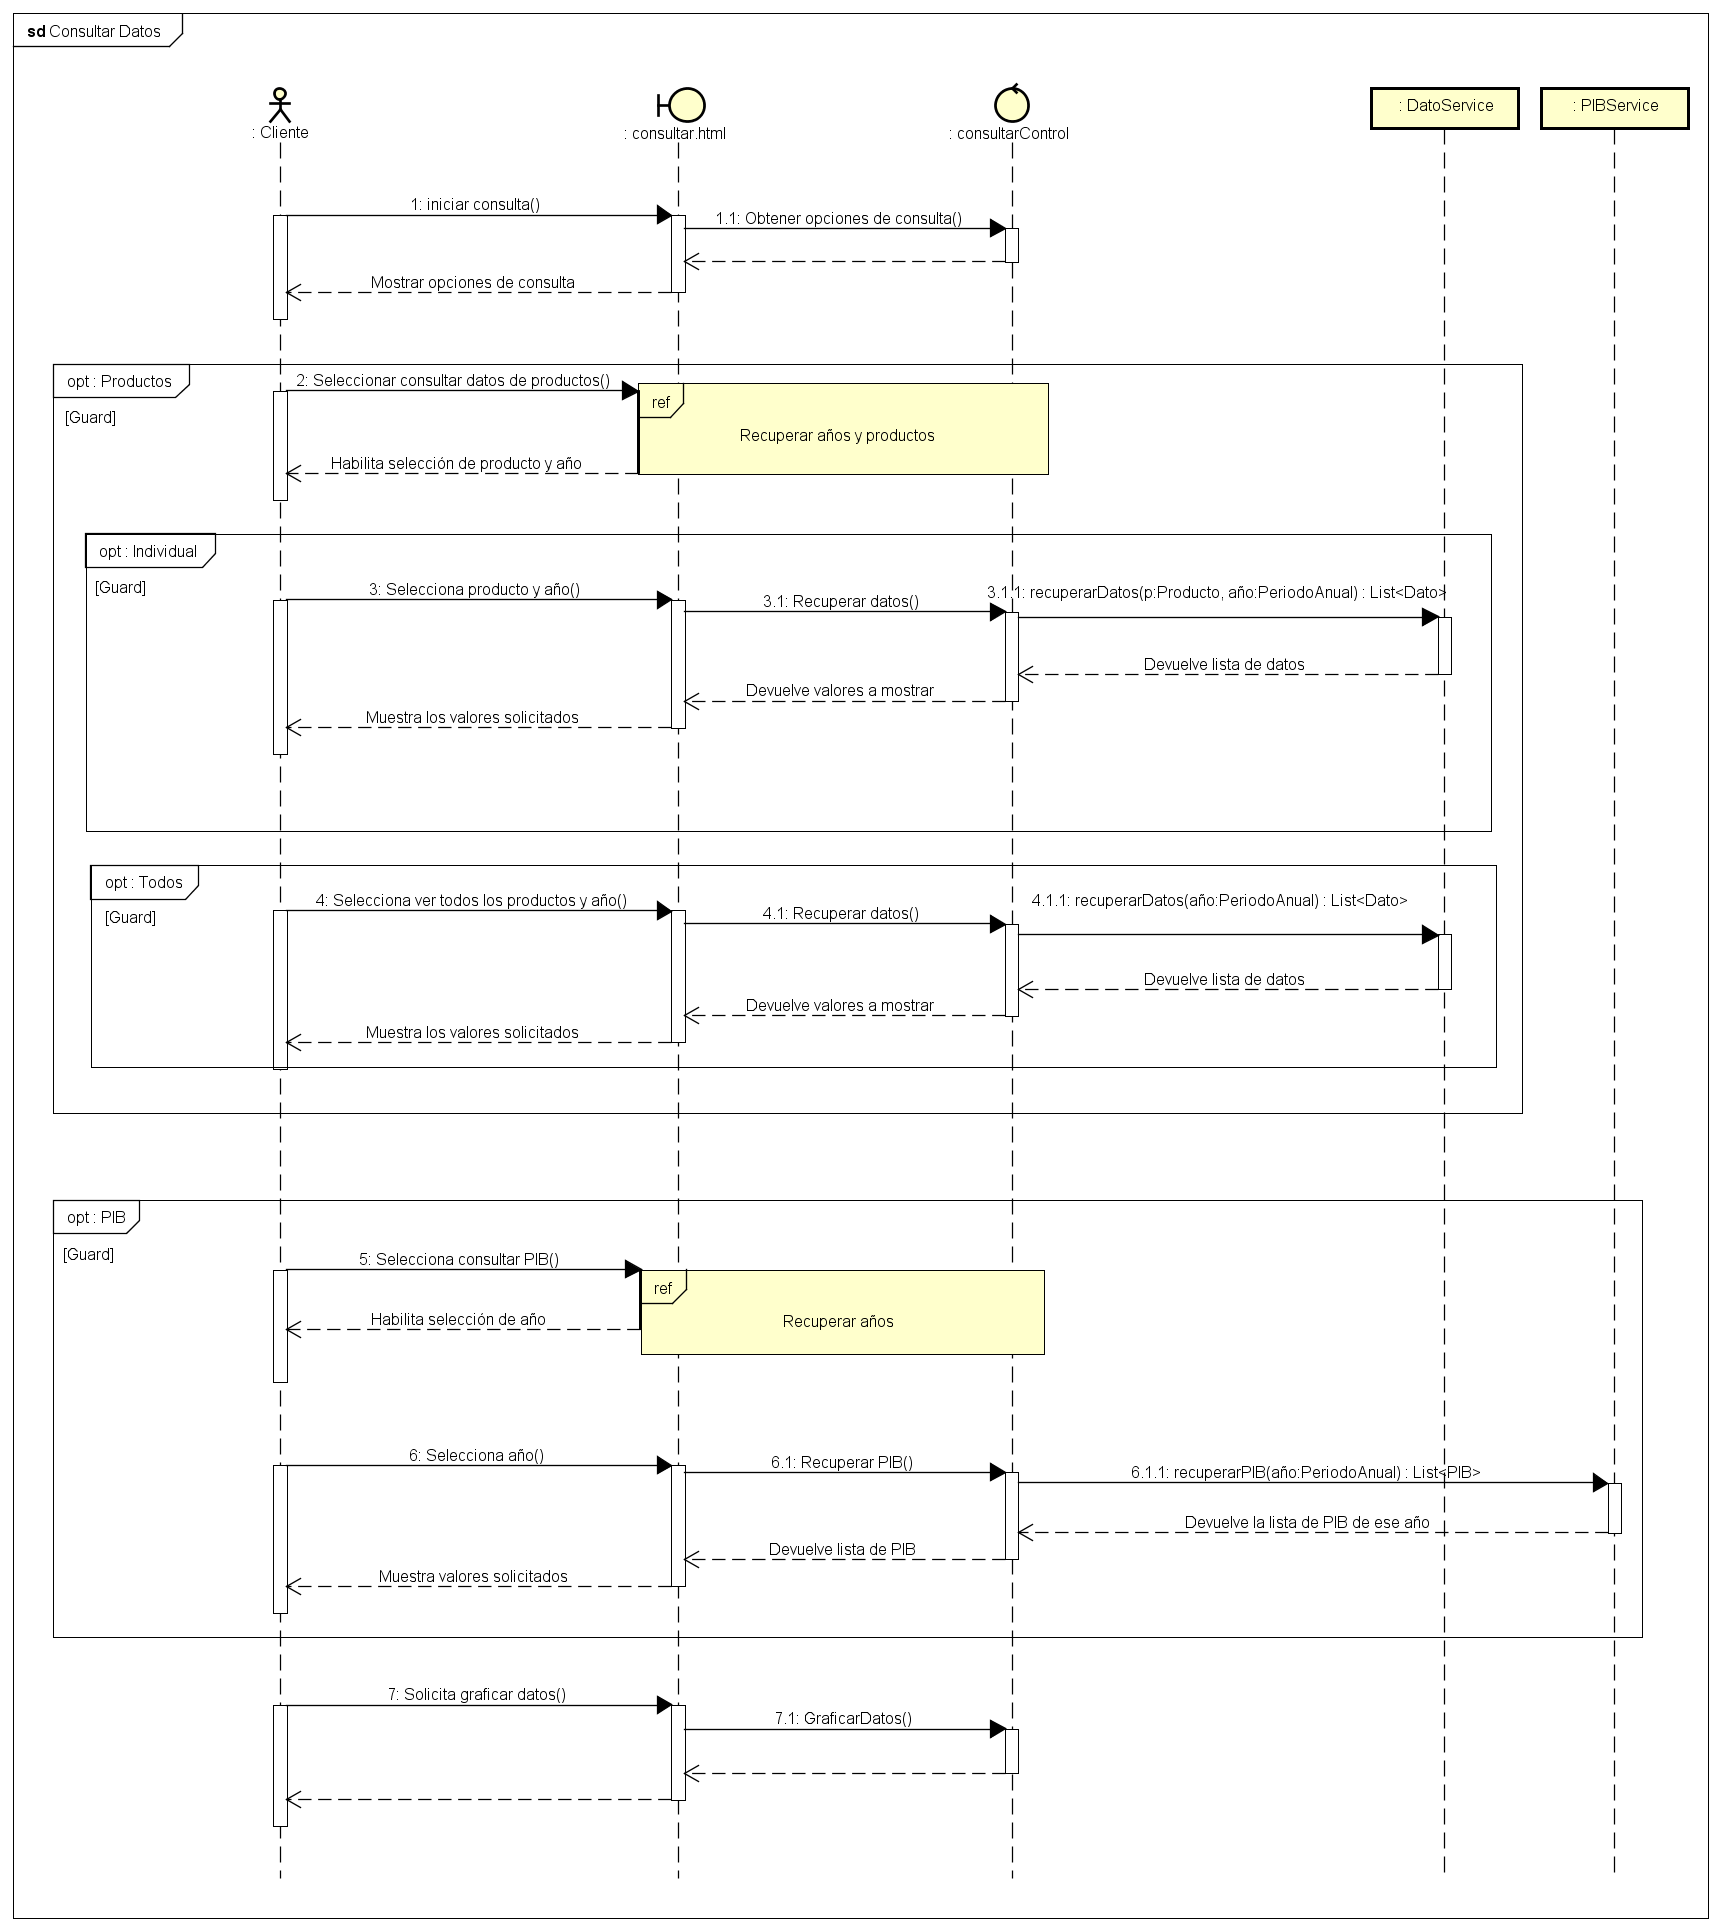 sd Consultar Datos
: Cliente
: consultar.html
: consultarControl
: DatoService
: PIBService
1: iniciar consulta()
1.1: Obtener opciones de consulta()
Mostrar opciones de consulta
opt : Productos
[Guard]
2: Seleccionar consultar datos de productos()
ref
Recuperar años y productos
Habilita selección de producto y año
opt : Individual
[Guard]
3: Selecciona producto y año()
3.1: Recuperar datos()
3.1.1: recuperarDatos(p:Producto, año:PeriodoAnual) : List<Dato>
Devuelve lista de datos
Devuelve valores a mostrar
Muestra los valores solicitados
opt : Todos
[Guard]
4: Selecciona ver todos los productos y año()
4.1: Recuperar datos()
4.1.1: recuperarDatos(año:PeriodoAnual) : List<Dato>
Devuelve lista de datos
Devuelve valores a mostrar
Muestra los valores solicitados
opt : PIB
[Guard]
5: Selecciona consultar PIB()
ref
Recuperar años
Habilita selección de año
6: Selecciona año()
6.1: Recuperar PIB()
6.1.1: recuperarPIB(año:PeriodoAnual) : List<PIB>
Devuelve la lista de PIB de ese año
Devuelve lista de PIB
Muestra valores solicitados
7: Solicita graficar datos()
7.1: GraficarDatos()